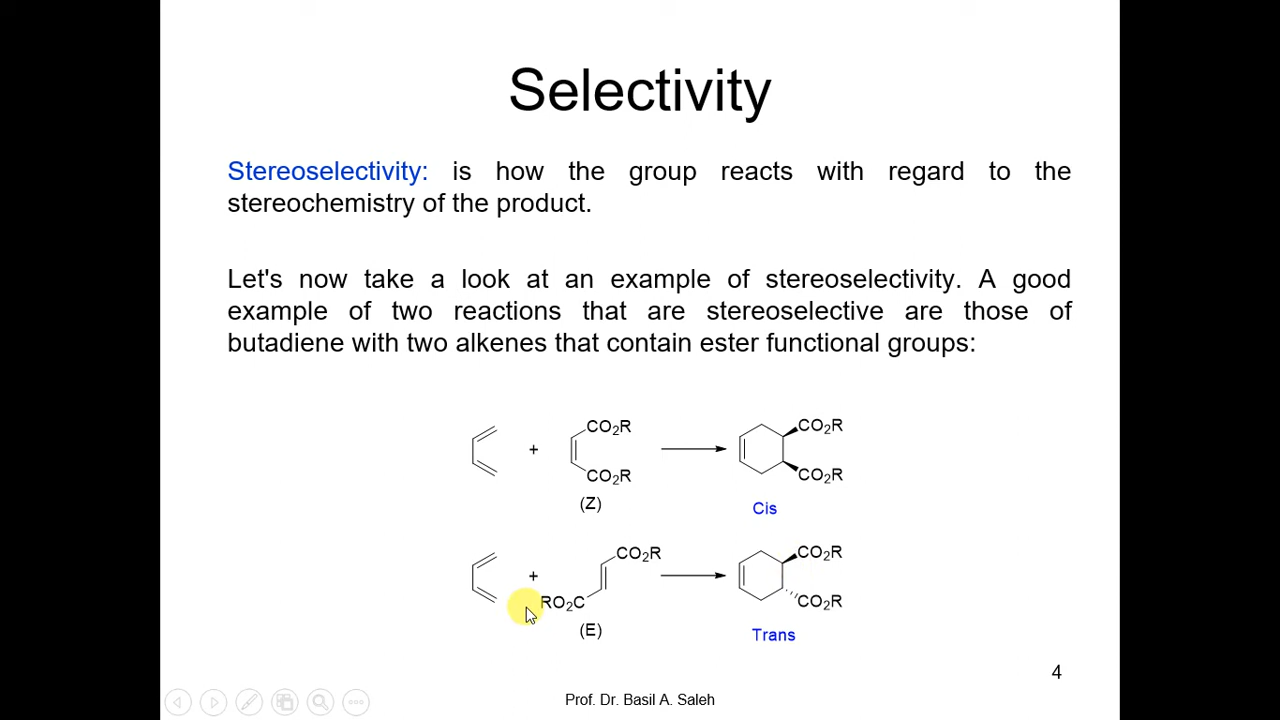 Selectivity
Stereoselectivity: is how the group reacts with regard to the
stereochemistry of the product.
Let's now take a look at an example of stereoselectivity. A good
example of two reactions that are stereoselective are those of
butadiene with two alkenes that contain ester functional groups:
CO₂R CO₂R
+
CO₂R CO₂R
(Z) Cis
CO₂R CO₂R
+
RO₂C CO₂R
(E) Trans
4
Prof. Dr. Basil A. Saleh